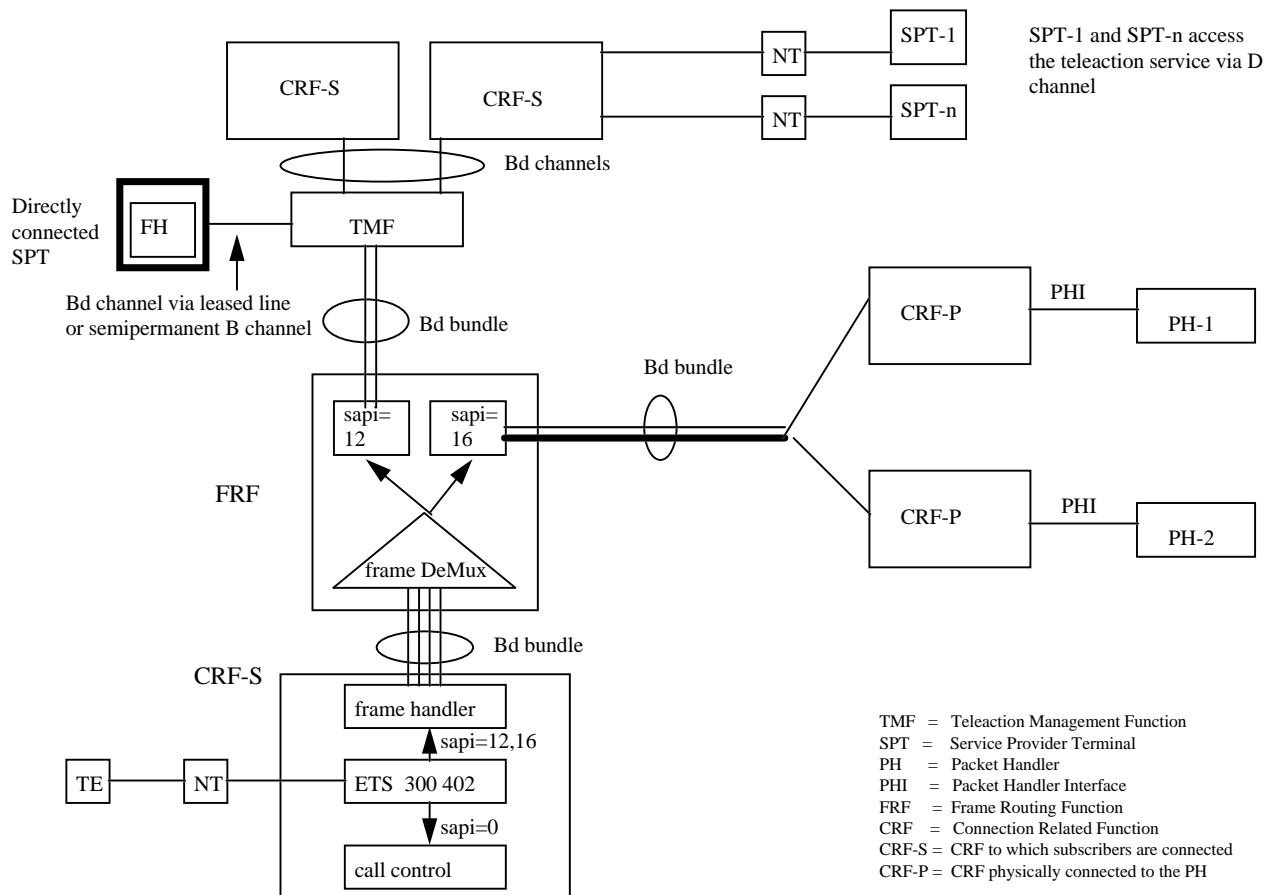 CRF-S
CRF-S
NT
SPT-1
SPT-1 and SPT-n access
the teleaction service via D
channel
NT
SPT-n
Bd channels
Directly
connected
SPT
FH
TMF
Bd channel via leased line
or semipermanent B channel
Bd bundle
CRF-P
PHI
PH-1
Bd bundle
sapi=
12
sapi=
16
FRF
CRF-P
PHI
PH-2
frame DeMux
Bd bundle
CRF-S
frame handler
sapi=12,16
TE
NT
ETS 300 402
sapi=0
call control
TMF = Teleaction Management Function
SPT = Service Provider Terminal
PH = Packet Handler
PHI = Packet Handler Interface
FRF = Frame Routing Function
CRF = Connection Related Function
CRF-S = CRF to which subscribers are connected
CRF-P = CRF physically connected to the PH